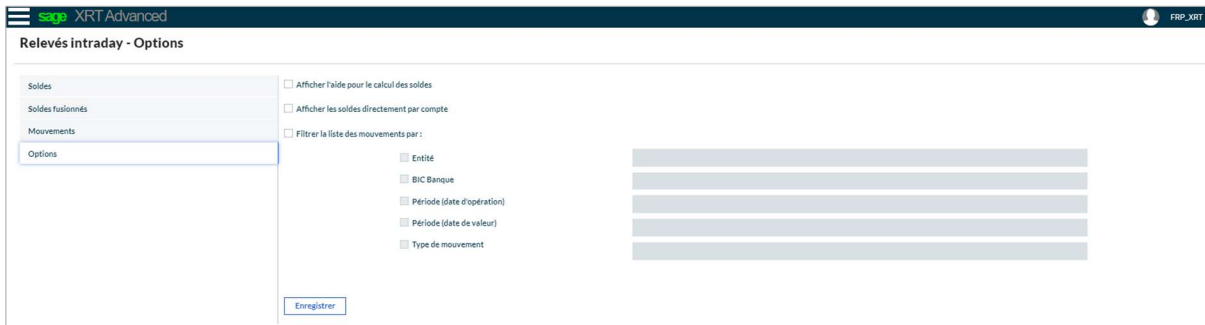 sage XRT Advanced
FRP_XRT
Relevés intraday - Options
Soldes
Soldes fusionnés
Mouvements
Options
Afficher l'aide pour le calcul des soldes
Afficher les soldes directement par compte
Filtrer la liste des mouvements par :
Entité
BIC Banque
Période (date d'opération)
Période (date de valeur)
Type de mouvement
Enregistrer